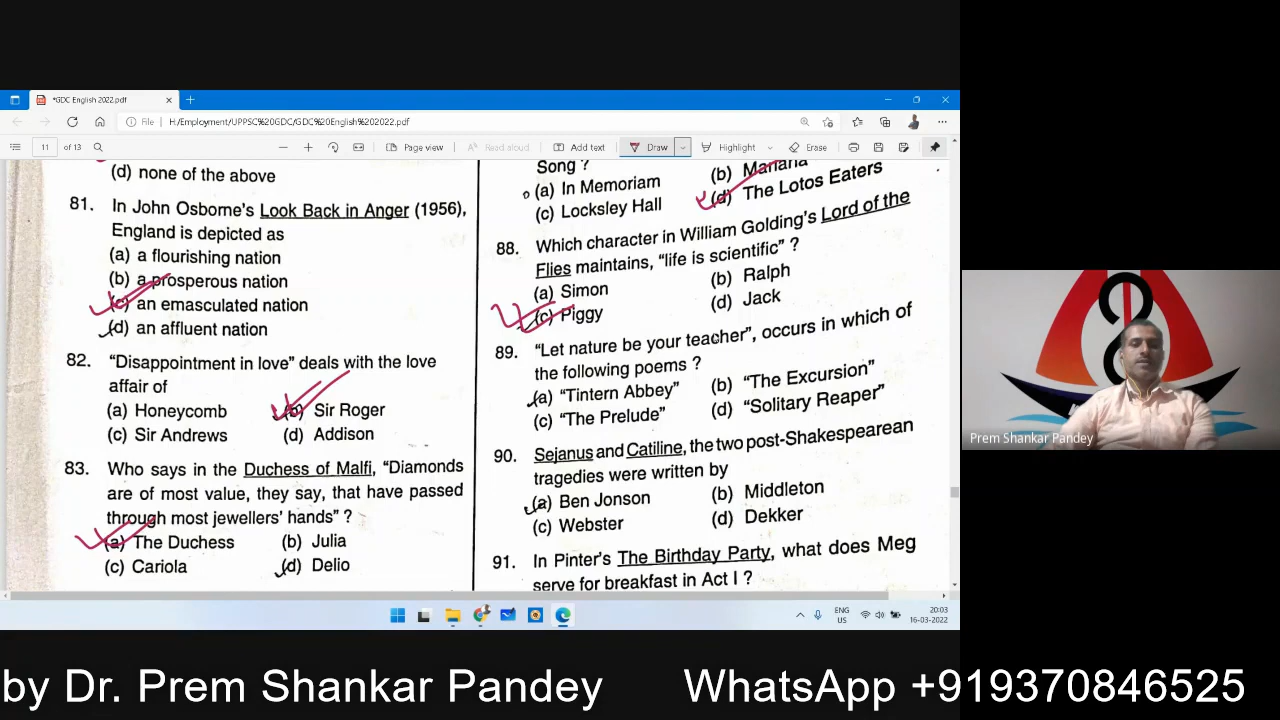 *GDC English 2022.pdf
File
H:/Employment/UPPSC%20GDC/GDC%20English%202022.pdf
11 of 13
Page view
Read aloud
Add text
Draw
Highlight
Erase
(d) none of the above
81. In John Osborne's Look Back in Anger (1956),
England is depicted as
(a) a flourishing nation
(b) a prosperous nation
(c) an emasculated nation
(d) an affluent nation
82. "Disappointment in love" deals with the love
affair of
(a) Honeycomb (b) Sir Roger
(c) Sir Andrews (d) Addison
83. Who says in the Duchess of Malfi, "Diamonds
are of most value, they say, that have passed
through most jewellers' hands" ?
(a) The Duchess (b) Julia
(c) Cariola (d) Delio
Song ?
(a) In Memoriam (b) Mariana
(c) Locksley Hall (d) The Lotos Eaters
88. Which character in William Golding's Lord of the
Flies maintains, "life is scientific" ?
(a) Simon (b) Ralph
(c) Piggy (d) Jack
89. "Let nature be your teacher", occurs in which of
the following poems ?
(a) "Tintern Abbey" (b) "The Excursion"
(c) "The Prelude" (d) "Solitary Reaper"
90. Sejanus and Catiline, the two post-Shakespearean
tragedies were written by
(a) Ben Jonson (b) Middleton
(c) Webster (d) Dekker
91. In Pinter's The Birthday Party, what does Meg
serve for breakfast in Act I ?
ENG
US
20:03
16-03-2022
Prem Shankar Pandey
by Dr. Prem Shankar Pandey WhatsApp +919370846525